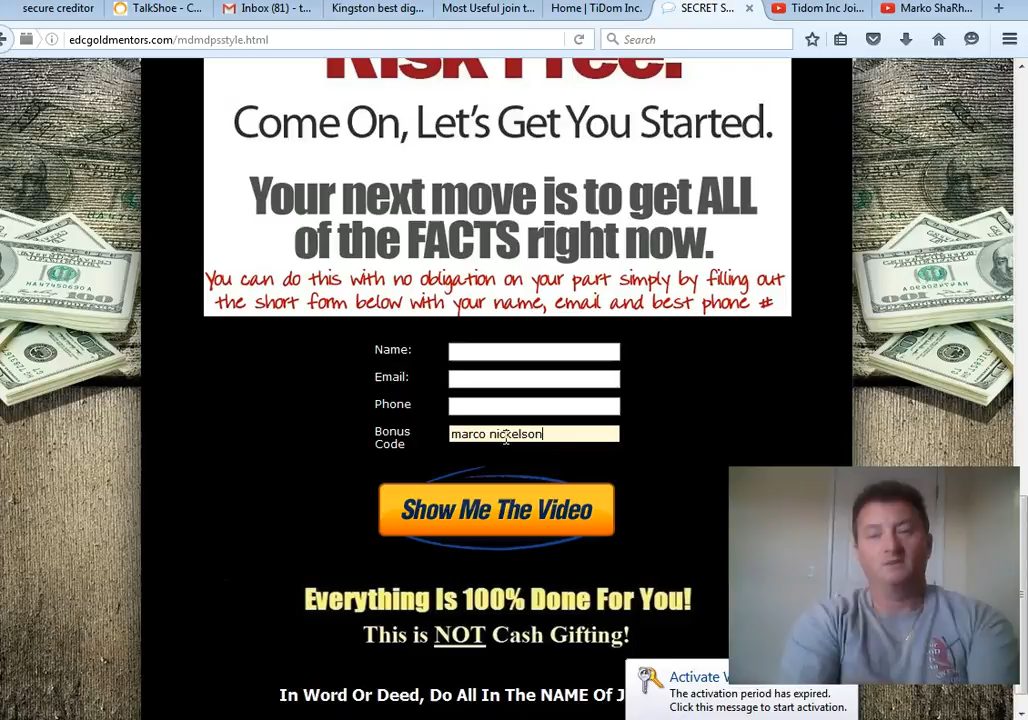 secure creditor TalkShoe - C... Inbox (81) - t... Kingston best dig... Most Useful join t... Home | TiDom Inc. SECRET S... Tidom Inc Joi... Marko ShaRh...
edcgoldmentors.com/mdmdpsstyle.html Search
Risk Free!
Come On, Let's Get You Started.
Your next move is to get ALL
of the FACTS right now.
You can do this with no obligation on your part simply by filling out
the short form below with your name, email and best phone #
Name:
Email:
Phone
Bonus marco nickelson
Code
Show Me The Video
Everything Is 100% Done For You!
This is NOT Cash Gifting!
Activate W
The activation period has expired.
Click this message to start activation.
In Word Or Deed, Do All In The NAME Of J